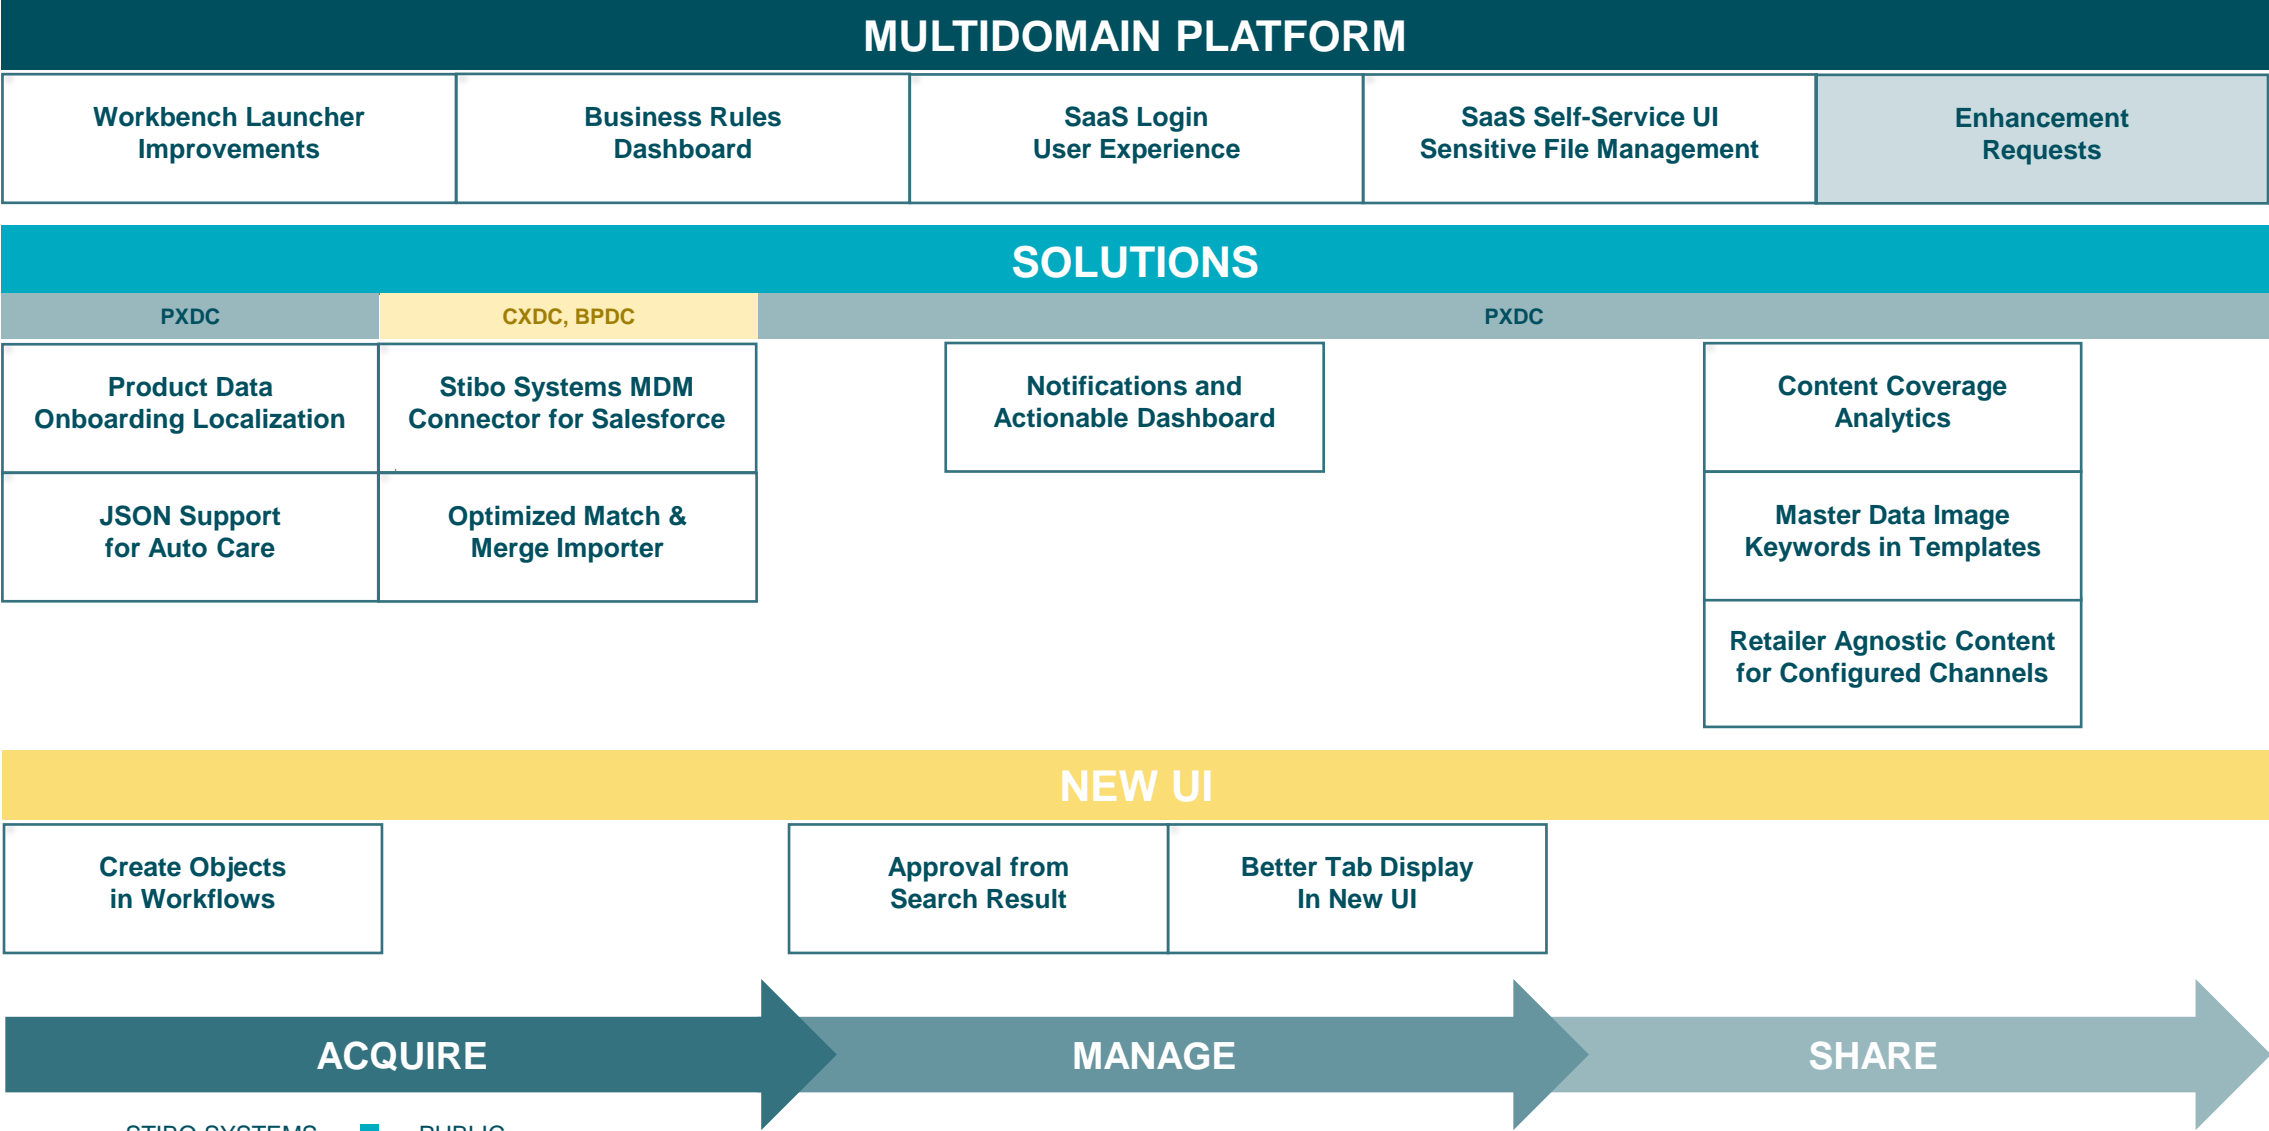 MULTIDOMAIN PLATFORM
Workbench Launcher
Improvements
Business Rules
Dashboard
SaaS Login
User Experience
SaaS Self-Service UI
Sensitive File Management
Enhancement
Requests
SOLUTIONS
PXDC
CXDC, BPDC
PXDC
Product Data
Onboarding Localization
Stibo Systems MDM
Connector for Salesforce
Notifications and
Actionable Dashboard
Content Coverage
Analytics
JSON Support
for Auto Care
Optimized Match &
Merge Importer
Master Data Image
Keywords in Templates
Retailer Agnostic Content
for Configured Channels
NEW UI
Create Objects
in Workflows
Approval from
Search Result
Better Tab Display
In New UI
ACQUIRE
MANAGE
SHARE
STIBO SYSTEMS PUBLIC